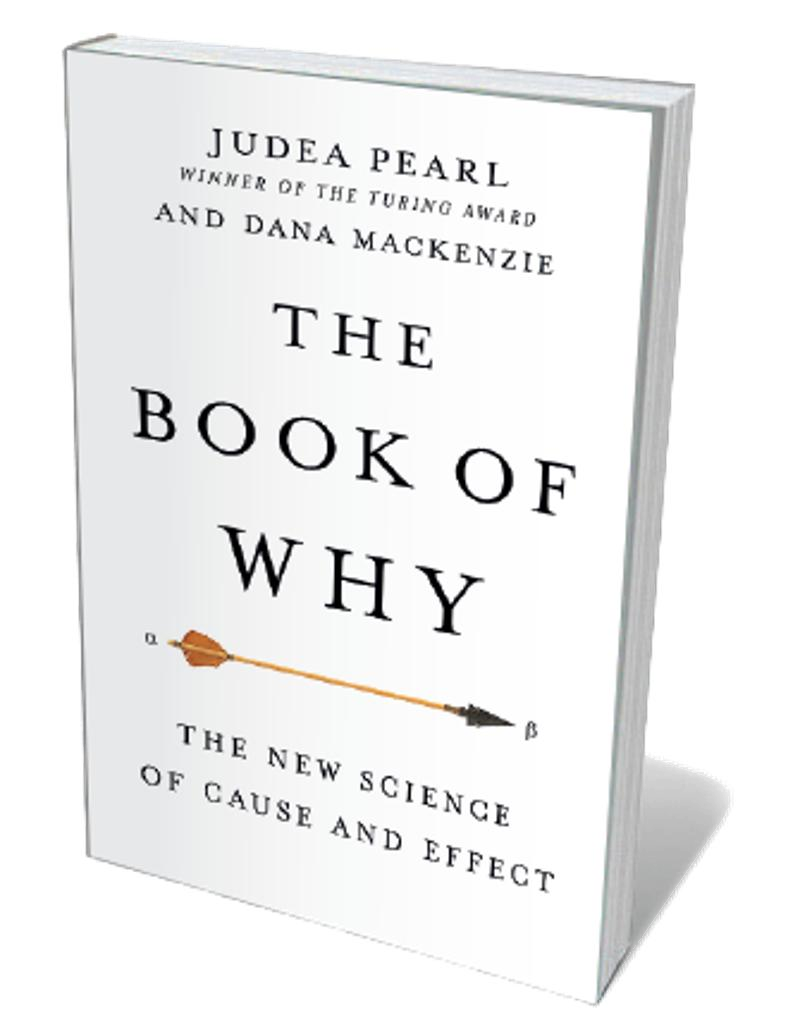 JUDEA PEARL
WINNER OF THE TURING AWARD
AND DANA MACKENZIE
THE
BOOK OF
WHY
α
β
THE NEW SCIENCE
OF CAUSE AND EFFECT